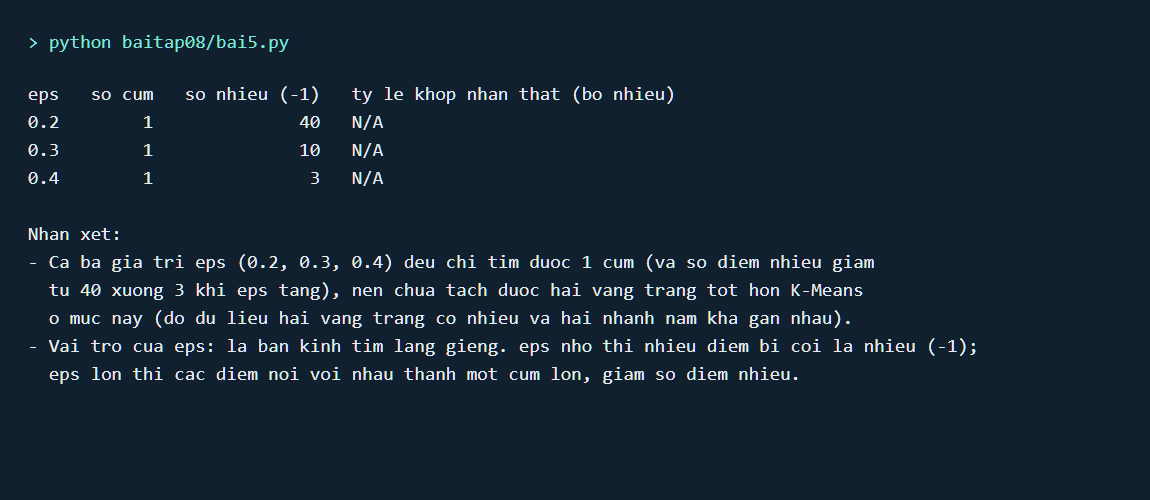 > python baitap08/bai5.py
eps   so cum   so nhieu (-1)   ty le khop nhan that (bo nhieu)
0.2        1              40   N/A
0.3        1              10   N/A
0.4        1               3   N/A
Nhan xet:
- Ca ba gia tri eps (0.2, 0.3, 0.4) deu chi tim duoc 1 cum (va so diem nhieu giam
  tu 40 xuong 3 khi eps tang), nen chua tach duoc hai vang trang tot hon K-Means
  o muc nay (do du lieu hai vang trang co nhieu va hai nhanh nam kha gan nhau).
- Vai tro cua eps: la ban kinh tim lang gieng. eps nho thi nhieu diem bi coi la nhieu (-1);
  eps lon thi cac diem noi voi nhau thanh mot cum lon, giam so diem nhieu.